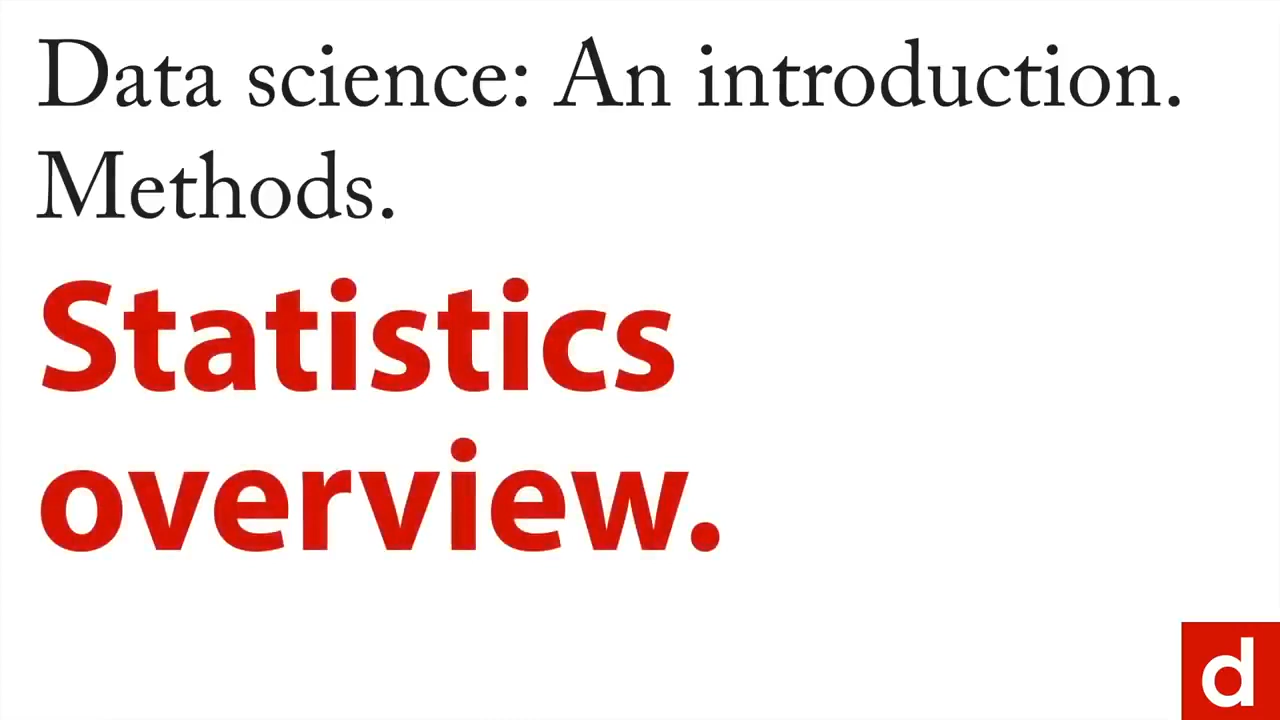 Data science: An introduction.
Methods.
Statistics
overview.
d